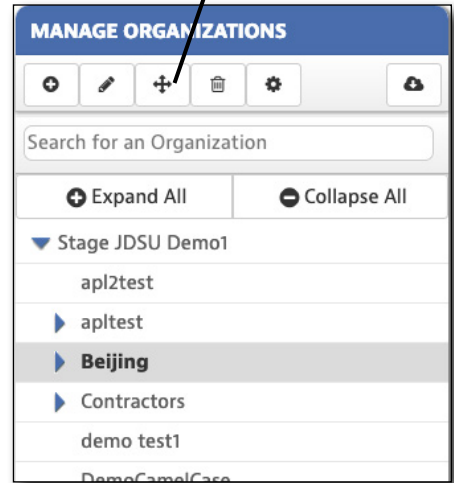 MANAGE ORGANIZATIONS
Search for an Organization
Expand All Collapse All
Stage JDSU Demo1
apl2test
apltest
Beijing
Contractors
demo test1
DemoCamelCase